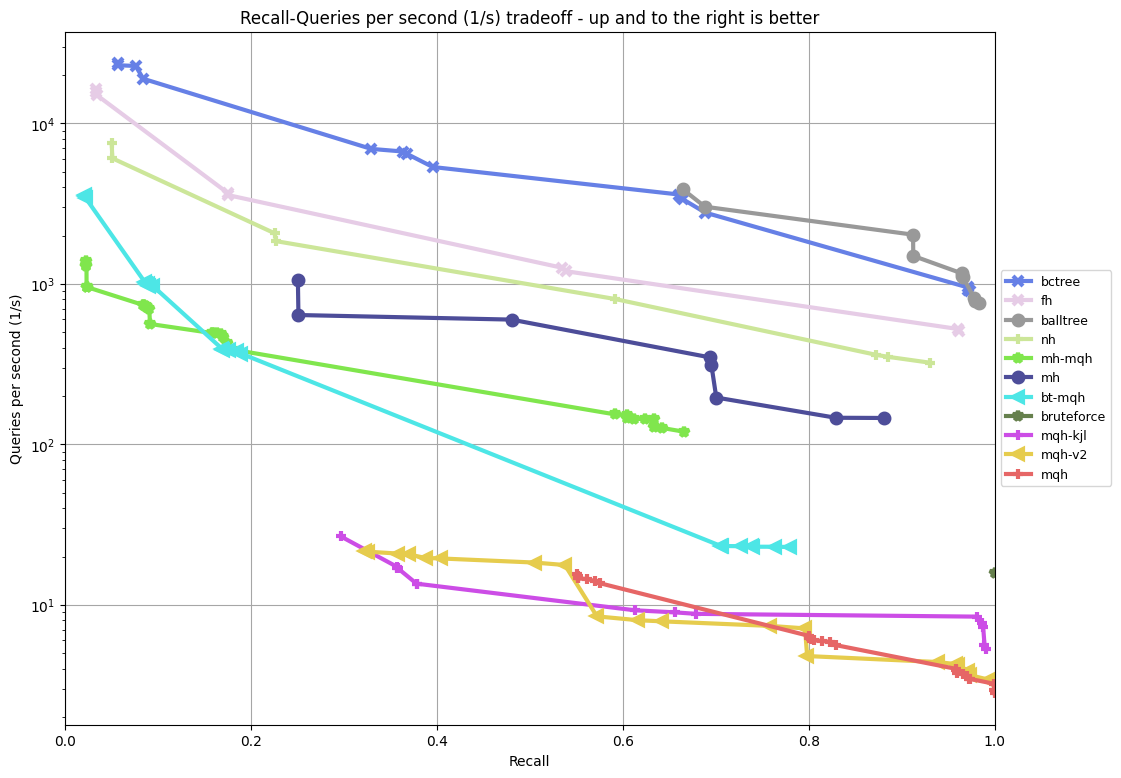 Recall-Queries per second (1/s) tradeoff - up and to the right is better
Queries per second (1/s)
10^4
10^3
10^2
10^1
0.0 0.2 0.4 0.6 0.8 1.0
Recall
bctree
fh
balltree
nh
mh-mqh
mh
bt-mqh
bruteforce
mqh-kjl
mqh-v2
mqh